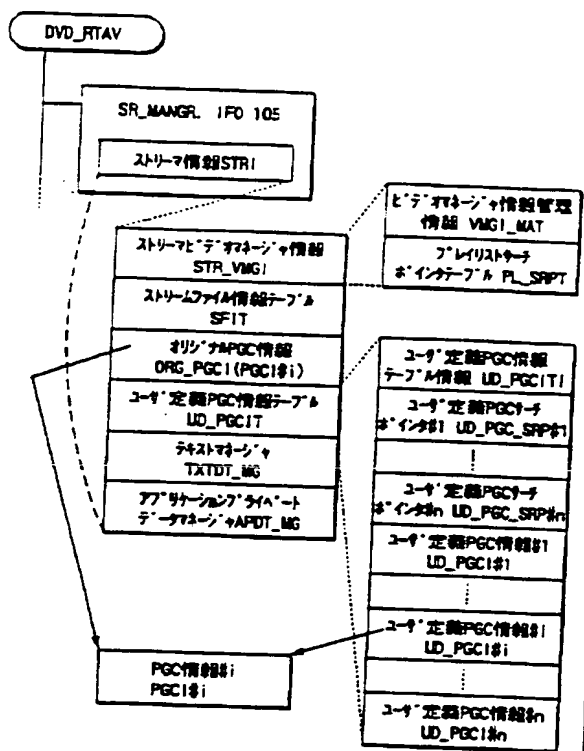 DVD_RTAV
SR_MANGR. IFO 105
ストリーマ情報STRI
ストリーマビデオマネージャ情報
STR_VMGI
ストリームファイル情報テーブル
SFIT
オリジナルPGC情報
ORG_PGCI(PGCI#i)
ユーザ定義PGC情報テーブル
UD_PGCIT
テキストマネージャ
TXTDT_MG
アプリケーションプライベート
データマネージャAPDT_MG
ビデオマネージャ情報管理
情報 VMGI_MAT
プレイリストサーチ
ポインタテーブル PL_SRPT
ユーザ定義PGC情報
テーブル情報 UD_PGCITI
ユーザ定義PGCサーチ
ポインタ#1 UD_PGC_SRP#1
ユーザ定義PGCサーチ
ポインタ#n UD_PGC_SRP#n
ユーザ定義PGC情報#1
UD_PGCI#1
ユーザ定義PGC情報#i
UD_PGCI#i
ユーザ定義PGC情報#n
UD_PGCI#n
PGC情報#i
PGCI#i